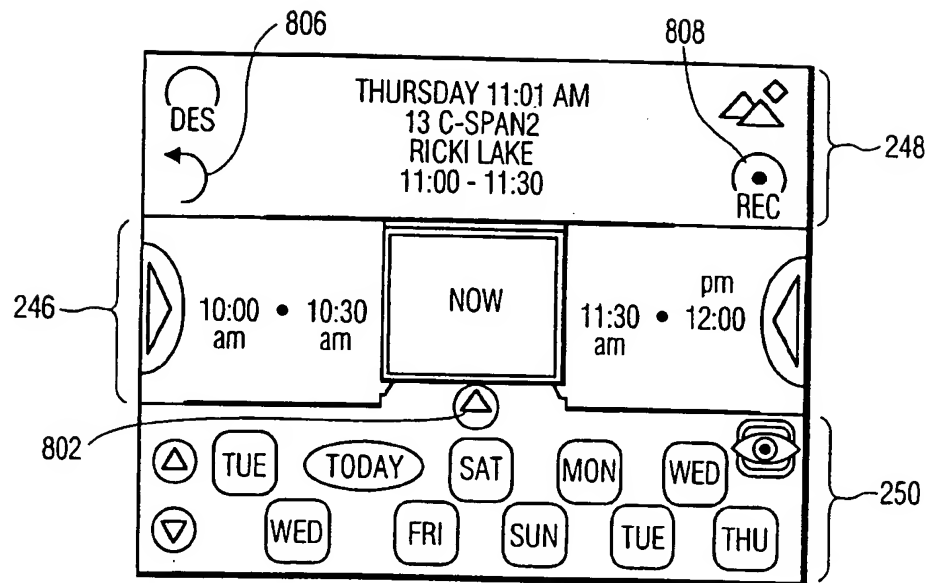 806
808
DES
THURSDAY 11:01 AM
13 C-SPAN2
RICKI LAKE
11:00 - 11:30
REC
248
246
10:00 am • 10:30 am
NOW
11:30 am • pm 12:00
802
TUE TODAY SAT MON WED
WED FRI SUN TUE THU
250